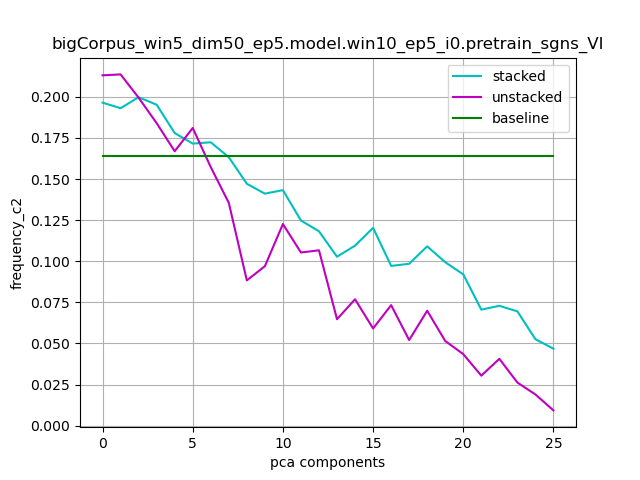 bigCorpus_win5_dim50_ep5.model.win10_ep5_i0.pretrain_sgns_VI
stacked
unstacked
baseline
frequency_c2
0.200
0.175
0.150
0.125
0.100
0.075
0.050
0.025
0.000
0 5 10 15 20 25
pca components